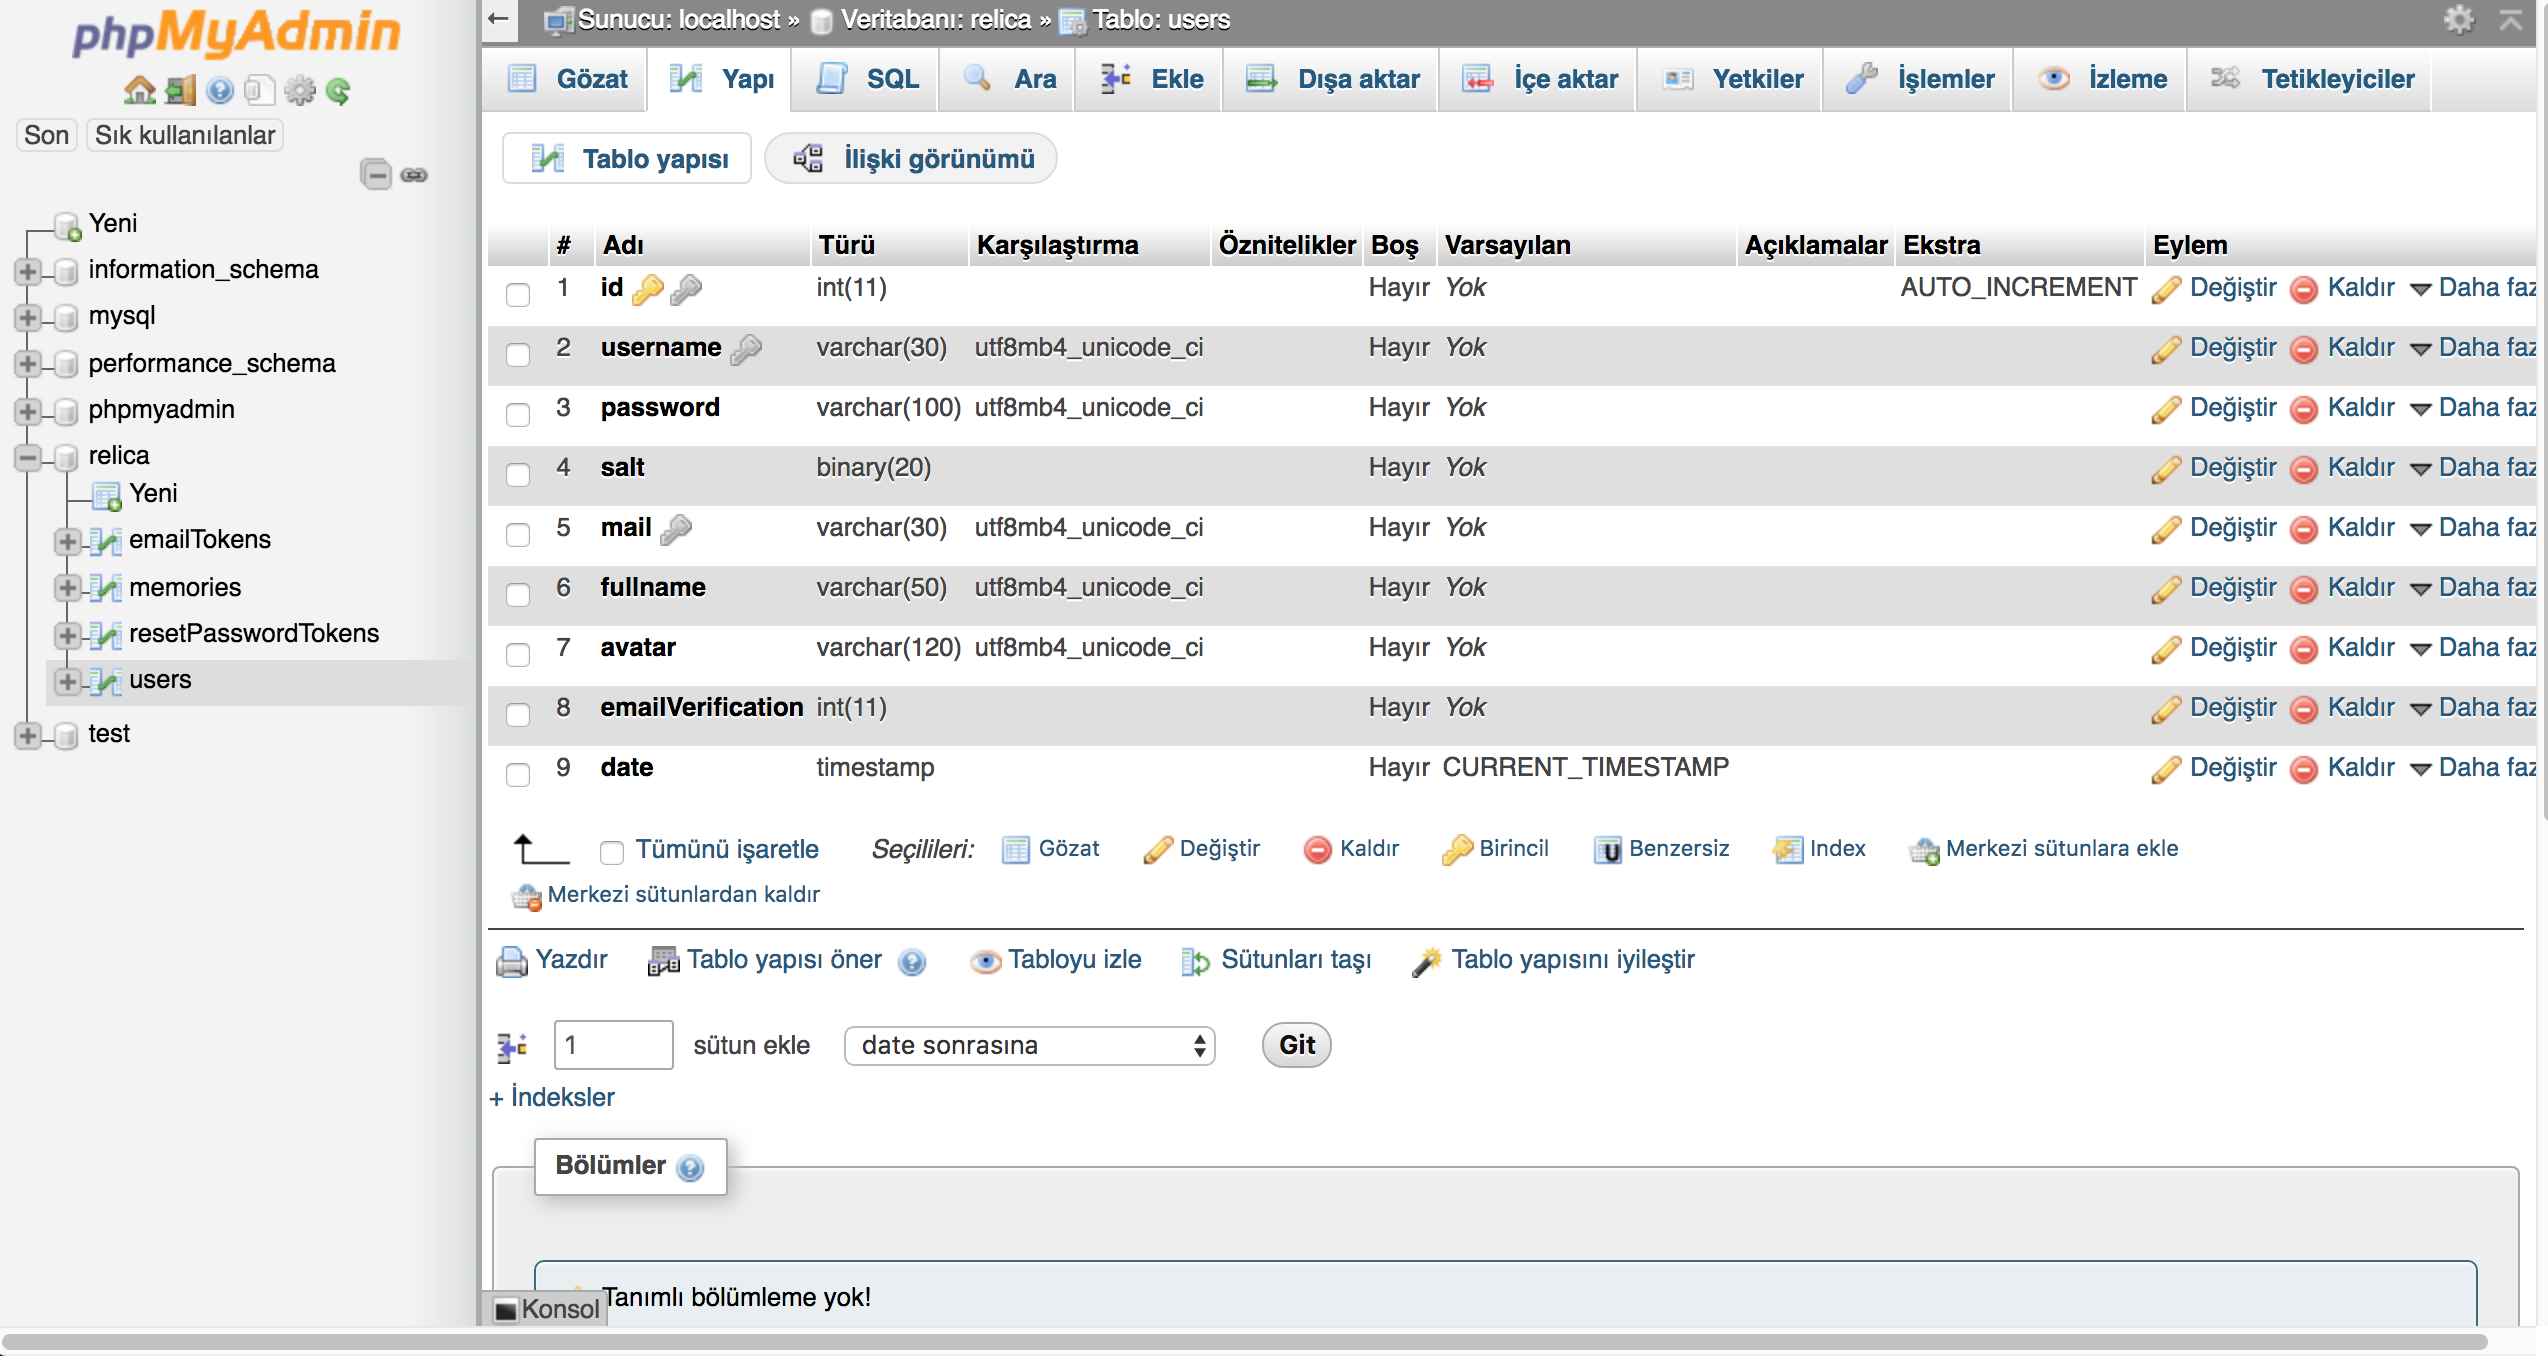 phpMyAdmin
Son Sık kullanılanlar
Yeni
information_schema
mysql
performance_schema
phpmyadmin
relica
Yeni
emailTokens
memories
resetPasswordTokens
users
test
Sunucu: localhost » Veritabanı: relica » Tablo: users
Gözat Yapı SQL Ara Ekle Dışa aktar İçe aktar Yetkiler İşlemler İzleme Tetikleyiciler
Tablo yapısı İlişki görünümü
# Adı Türü Karşılaştırma Öznitelikler Boş Varsayılan Açıklamalar Ekstra Eylem
1 id int(11) Hayır Yok AUTO_INCREMENT Değiştir Kaldır Daha faz
2 username varchar(30) utf8mb4_unicode_ci Hayır Yok Değiştir Kaldır Daha faz
3 password varchar(100) utf8mb4_unicode_ci Hayır Yok Değiştir Kaldır Daha faz
4 salt binary(20) Hayır Yok Değiştir Kaldır Daha faz
5 mail varchar(30) utf8mb4_unicode_ci Hayır Yok Değiştir Kaldır Daha faz
6 fullname varchar(50) utf8mb4_unicode_ci Hayır Yok Değiştir Kaldır Daha faz
7 avatar varchar(120) utf8mb4_unicode_ci Hayır Yok Değiştir Kaldır Daha faz
8 emailVerification int(11) Hayır Yok Değiştir Kaldır Daha faz
9 date timestamp Hayır CURRENT_TIMESTAMP Değiştir Kaldır Daha faz
Tümünü işaretle Seçilileri: Gözat Değiştir Kaldır Birincil Benzersiz Index Merkezi sütunlara ekle
Merkezi sütunlardan kaldır
Yazdır Tablo yapısı öner Tabloyu izle Sütunları taşı Tablo yapısını iyileştir
1 sütun ekle date sonrasına Git
+ İndeksler
Bölümler
Tanımlı bölümleme yok!
Konsol